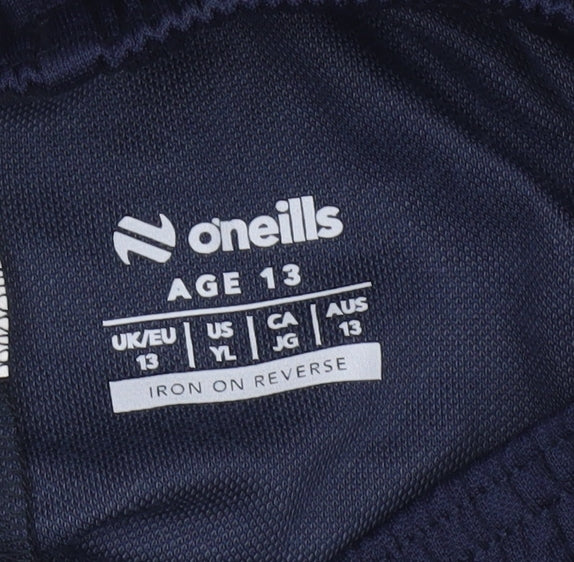 o'neills
AGE 13
UK/EU 13 | US YL | CA JG | AUS 13
IRON ON REVERSE